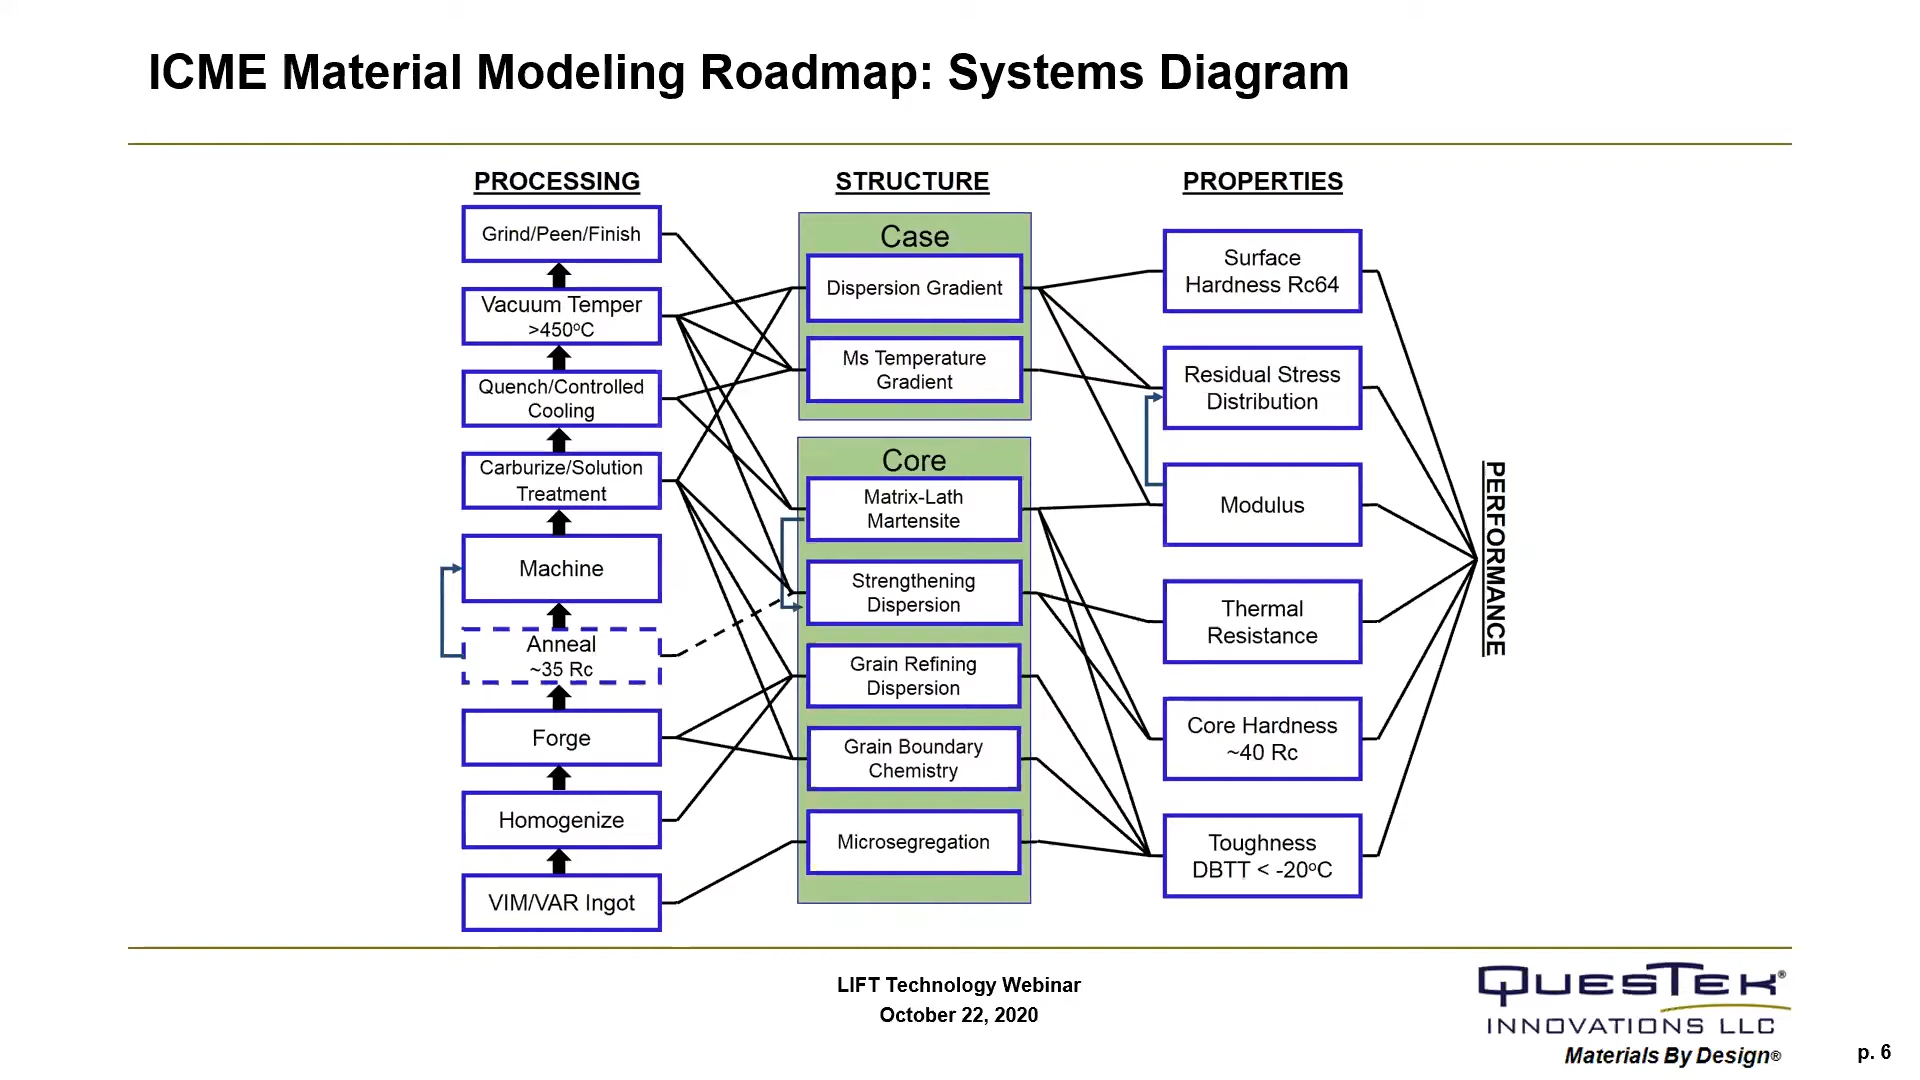 ICME Material Modeling Roadmap: Systems Diagram
PROCESSING
Grind/Peen/Finish
Vacuum Temper
>450°C
Quench/Controlled
Cooling
Carburize/Solution
Treatment
Machine
Anneal
~35 Rc
Forge
Homogenize
VIM/VAR Ingot
STRUCTURE
Case
Dispersion Gradient
Ms Temperature
Gradient
Core
Matrix-Lath
Martensite
Strengthening
Dispersion
Grain Refining
Dispersion
Grain Boundary
Chemistry
Microsegregation
PROPERTIES
Surface
Hardness Rc64
Residual Stress
Distribution
Modulus
Thermal
Resistance
Core Hardness
~40 Rc
Toughness
DBTT < -20°C
PERFORMANCE
LIFT Technology Webinar
October 22, 2020
QUESTEK®
INNOVATIONS LLC
Materials By Design®
p. 6